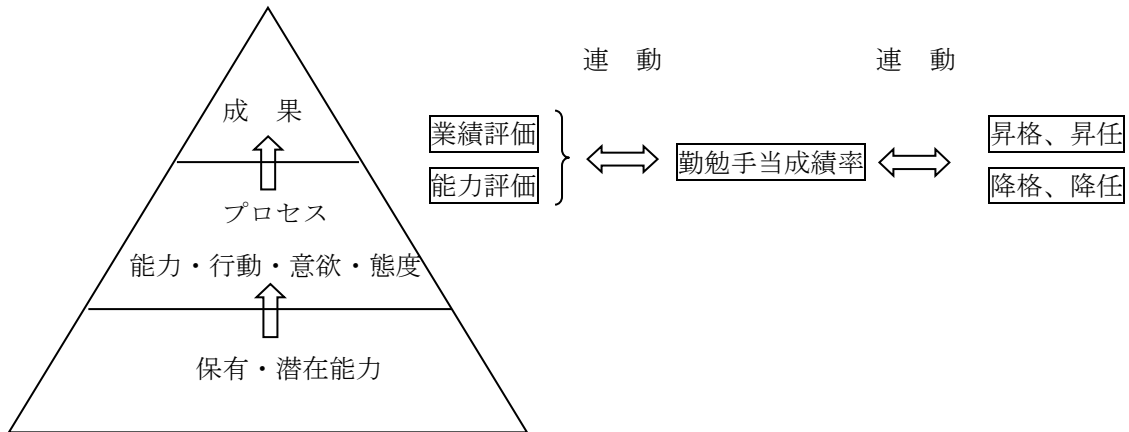 連　動
連　動
成　果
業績評価
能力評価
勤勉手当成績率
昇格、昇任
降格、降任
プロセス
能力・行動・意欲・態度
保有・潜在能力